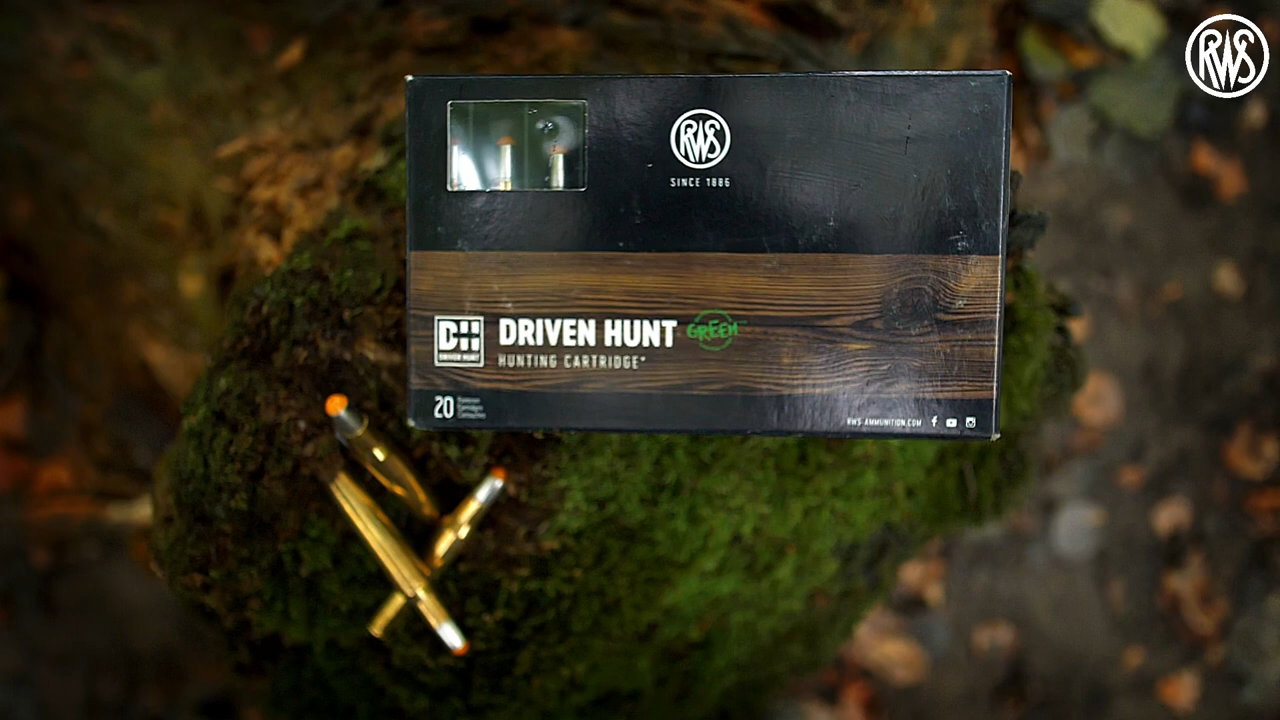 RWS
RWS
SINCE 1886
DH
DRIVEN HUNT
DRIVEN HUNT GREEN
HUNTING CARTRIDGE*
20
RWS-AMMUNITION.COM